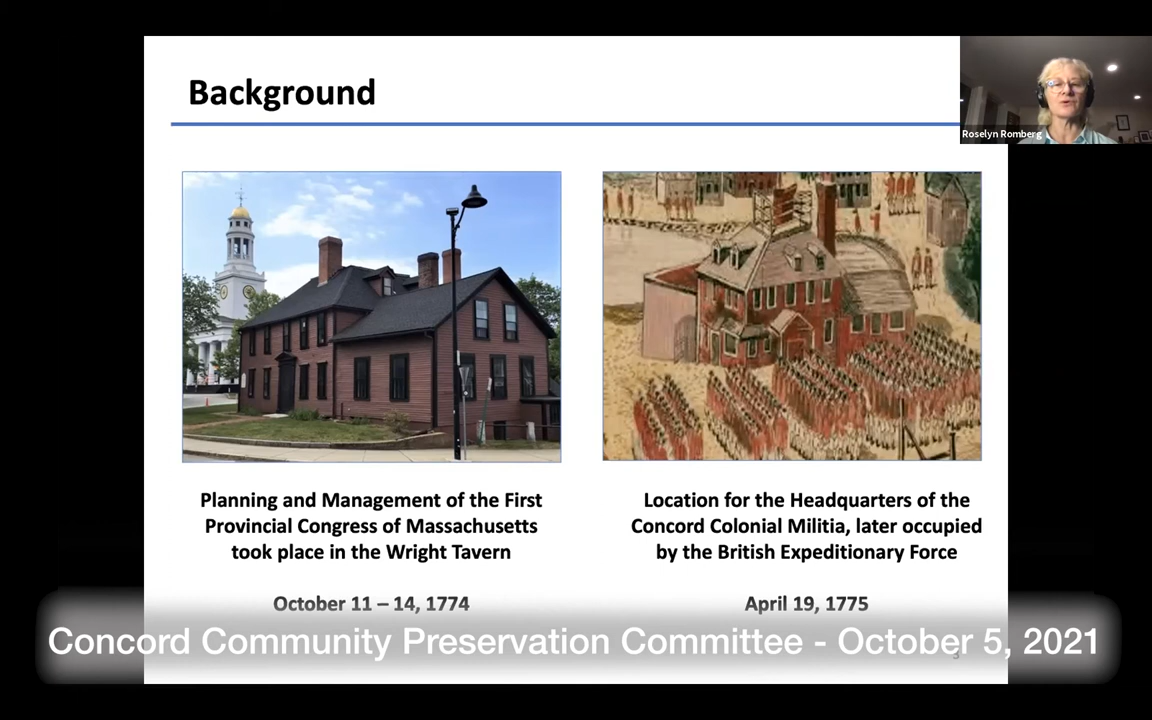 Background
Roselyn Romberg
Planning and Management of the First
Provincial Congress of Massachusetts
took place in the Wright Tavern
October 11 – 14, 1774
Location for the Headquarters of the
Concord Colonial Militia, later occupied
by the British Expeditionary Force
April 19, 1775
Concord Community Preservation Committee - October 5, 2021
3